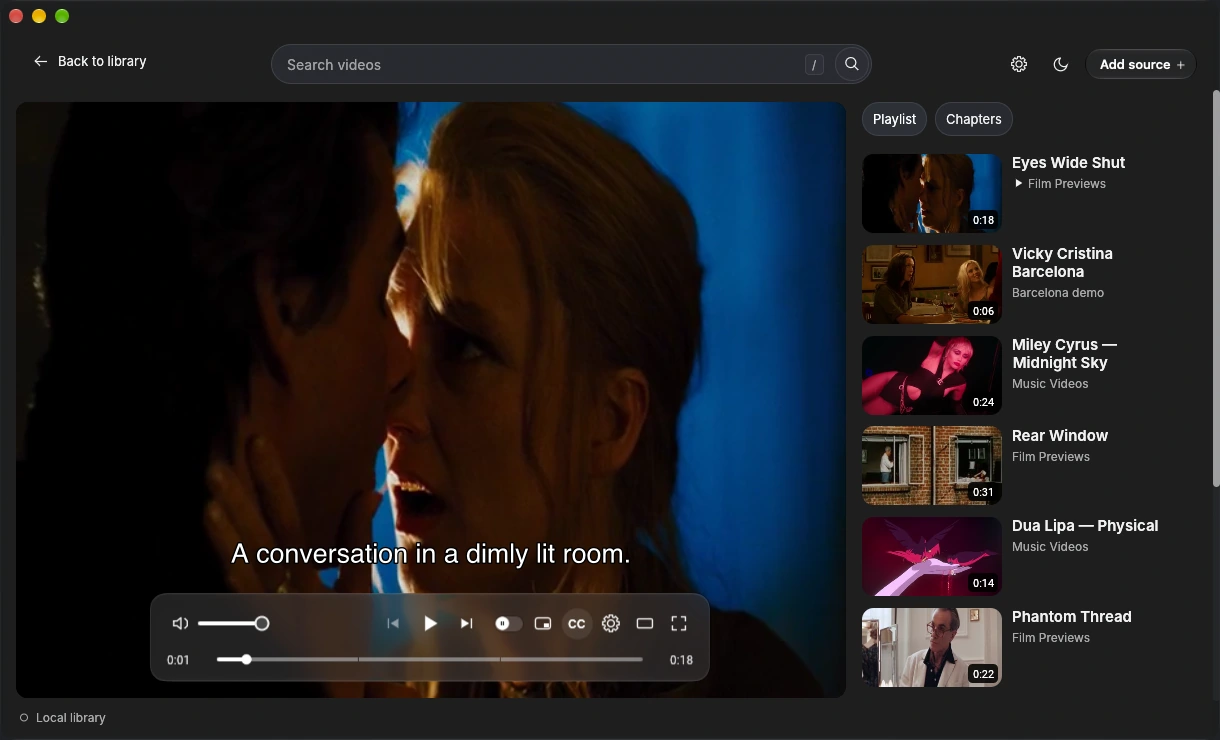 Back to library
Search videos
/
Add source +
Playlist
Chapters
Eyes Wide Shut
Film Previews
0:18
Vicky Cristina
Barcelona
Barcelona demo
0:06
Miley Cyrus —
Midnight Sky
Music Videos
0:24
Rear Window
Film Previews
0:31
Dua Lipa — Physical
Music Videos
0:14
Phantom Thread
Film Previews
0:22
A conversation in a dimly lit room.
CC
0:01
0:18
Local library